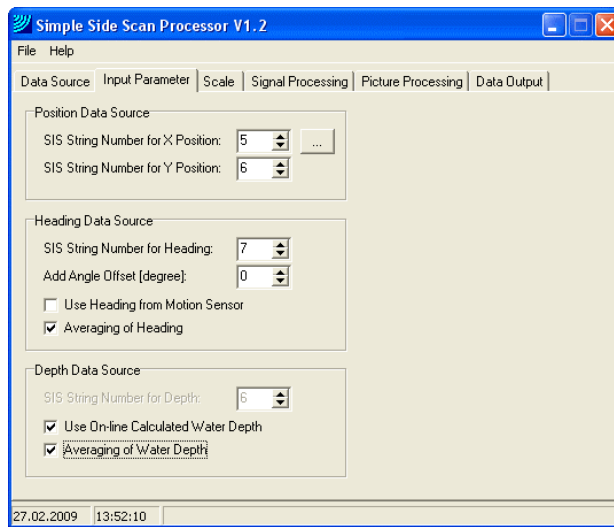 Simple Side Scan Processor V1.2
File Help
Data Source Input Parameter Scale Signal Processing Picture Processing Data Output
Position Data Source
SIS String Number for X Position: 5 ...
SIS String Number for Y Position: 6
Heading Data Source
SIS String Number for Heading: 7
Add Angle Offset [degree]: 0
Use Heading from Motion Sensor
Averaging of Heading
Depth Data Source
SIS String Number for Depth: 6
Use On-line Calculated Water Depth
Averaging of Water Depth
27.02.2009 13:52:10